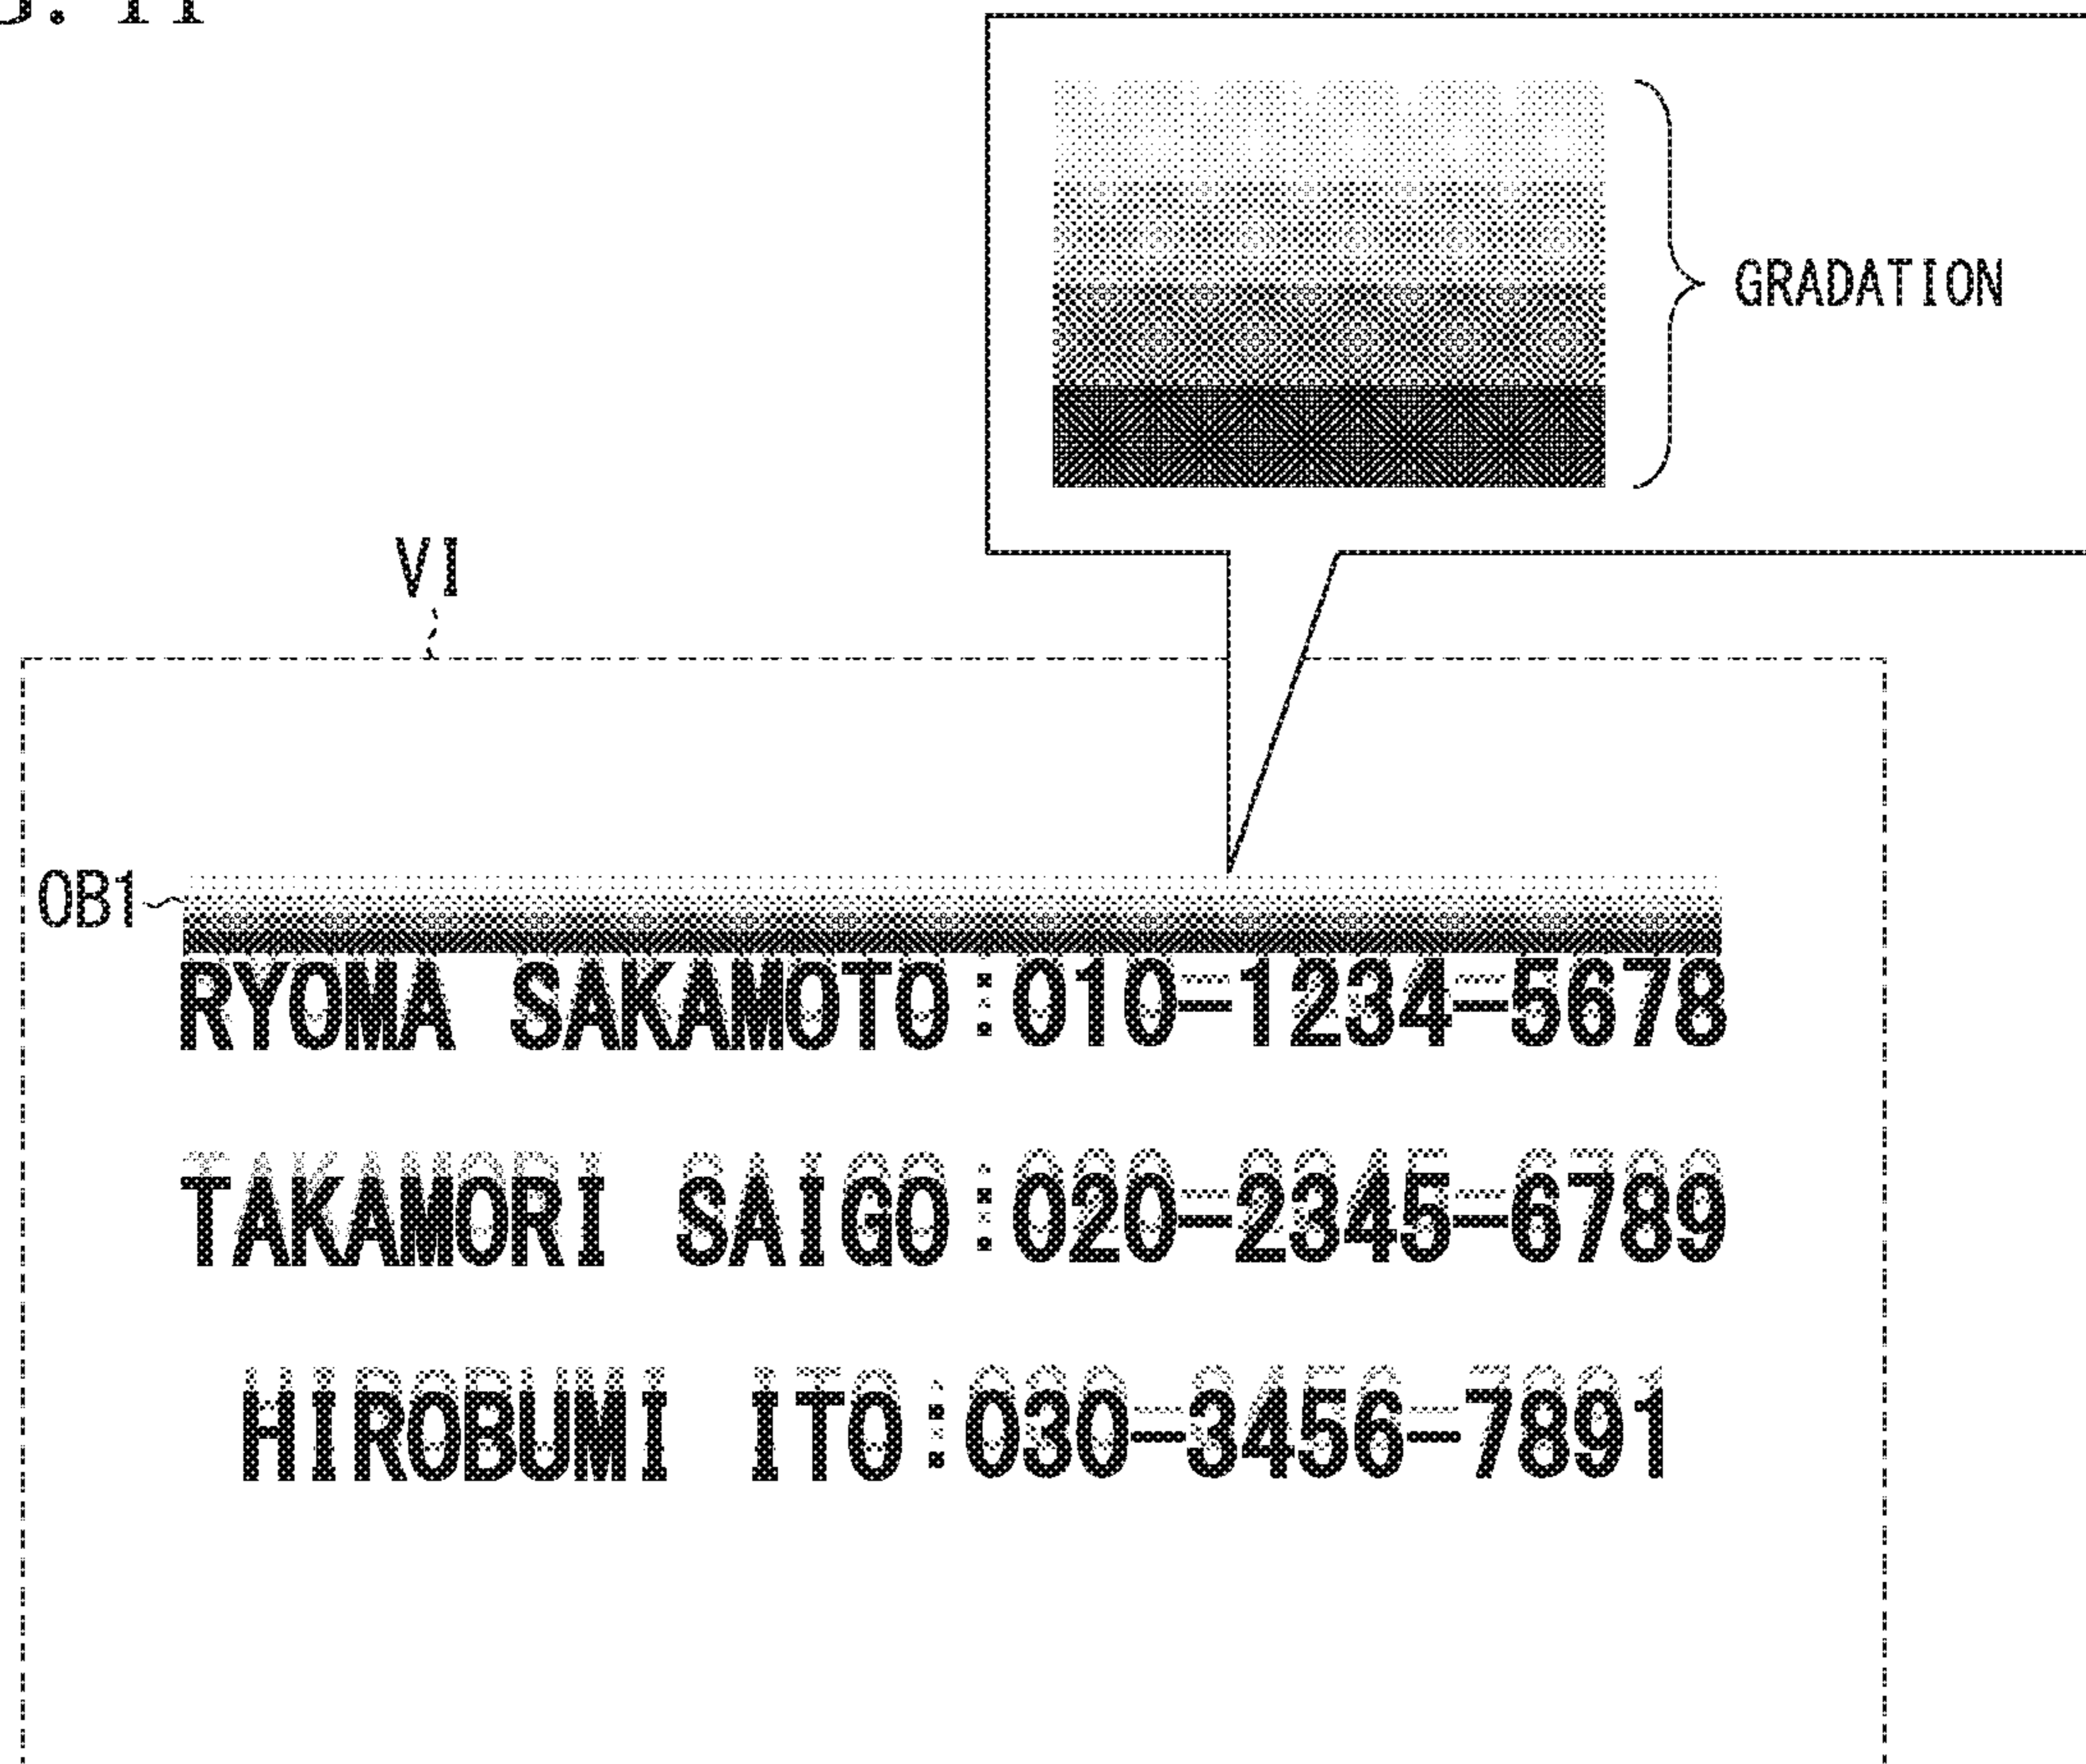 GRADATION
VI
OB1
RYOMA SAKAMOTO:010-1234-5678
TAKAMORI SAIGO:020-2345-6789
HIROBUMI ITO:030-3456-7891